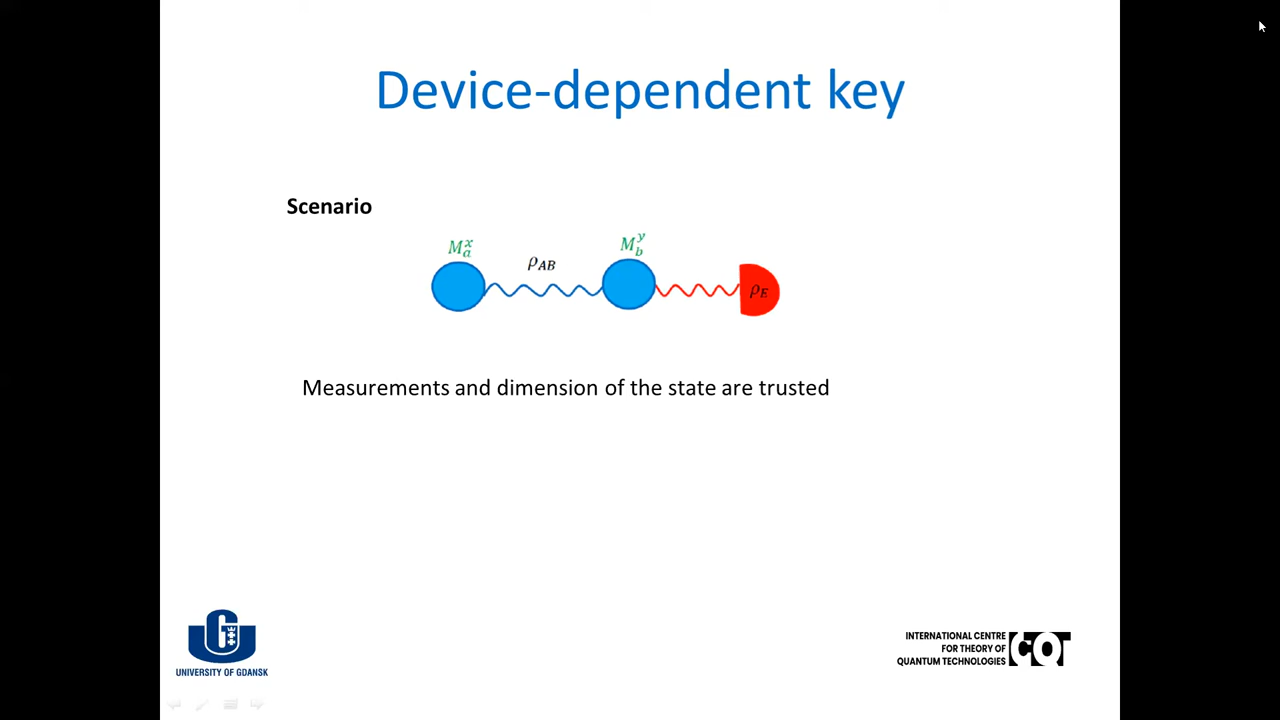 Device-dependent key
Scenario
M_a^x
ρ_AB
M_b^y
ρ_E
Measurements and dimension of the state are trusted
UNIVERSITY OF GDANSK
INTERNATIONAL CENTRE
FOR THEORY OF
QUANTUM TECHNOLOGIES